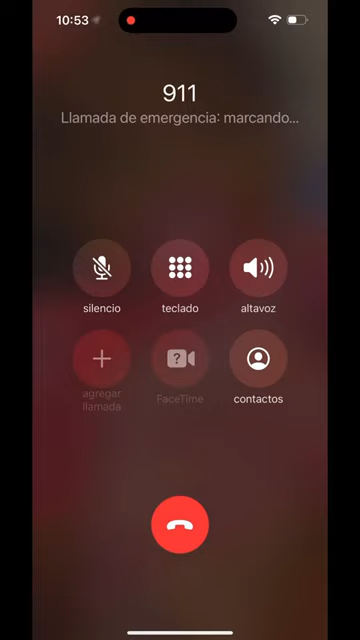 10:53
911
Llamada de emergencia: marcando...
silencio
teclado
altavoz
agregar
llamada
FaceTime
contactos